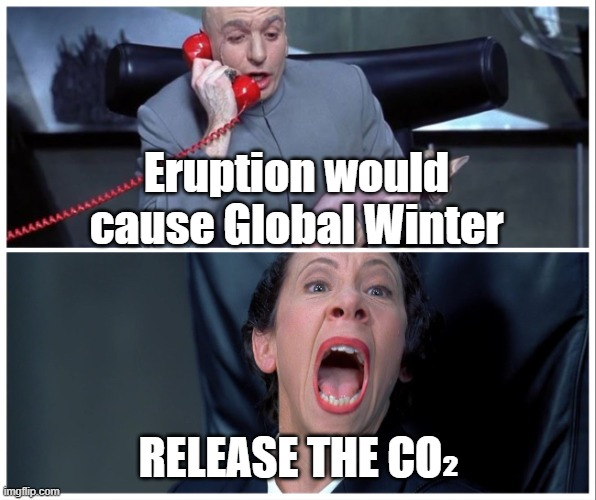 Eruption would
cause Global Winter
RELEASE THE CO₂
imgflip.com